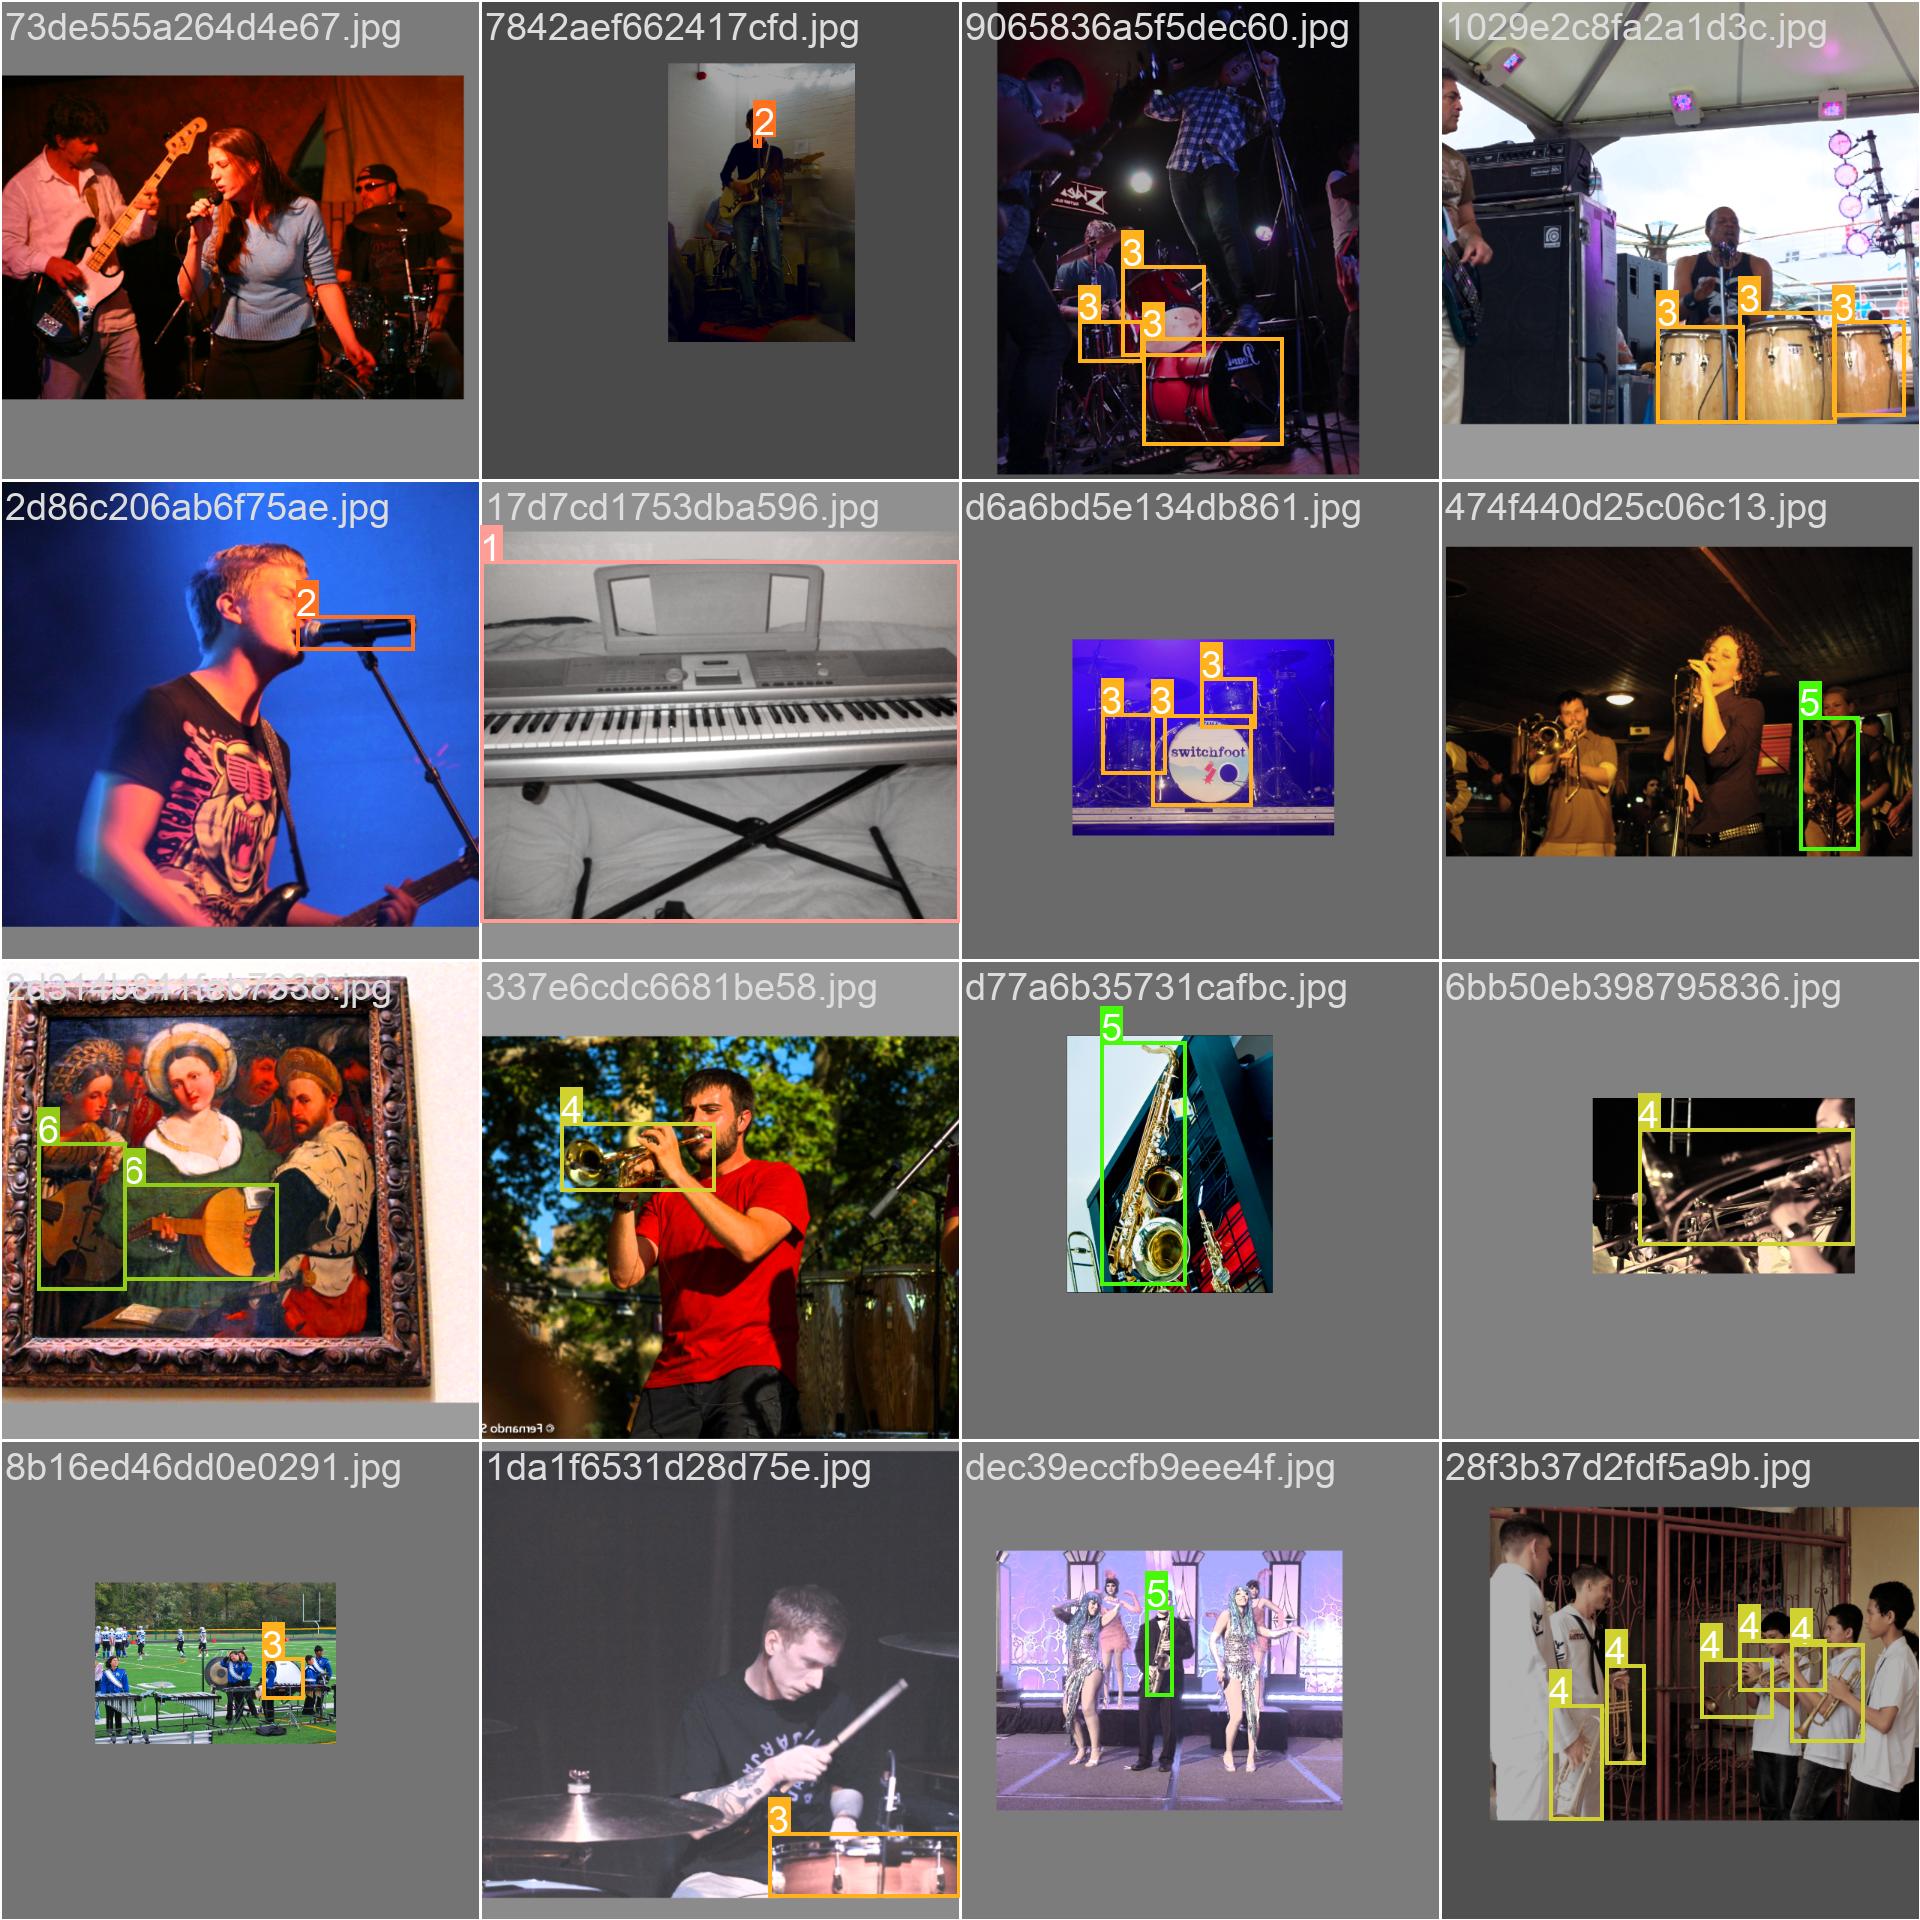 73de555a264d4e67.jpg
7842aef662417cfd.jpg
9065836a5f5dec60.jpg
1029e2c8fa2a1d3c.jpg
2
3
3
3
3
3
3
2d86c206ab6f75ae.jpg
17d7cd1753dba596.jpg
d6a6bd5e134db861.jpg
474f440d25c06c13.jpg
2
1
3
3
3
switchfoot
5
337e6cdc6681be58.jpg
d77a6b35731cafbc.jpg
6bb50eb398795836.jpg
6
6
4
5
4
© Fernando S
8b16ed46dd0e0291.jpg
1da1f6531d28d75e.jpg
dec39eccfb9eee4f.jpg
28f3b37d2fdf5a9b.jpg
3
3
5
4
4
4
4
4